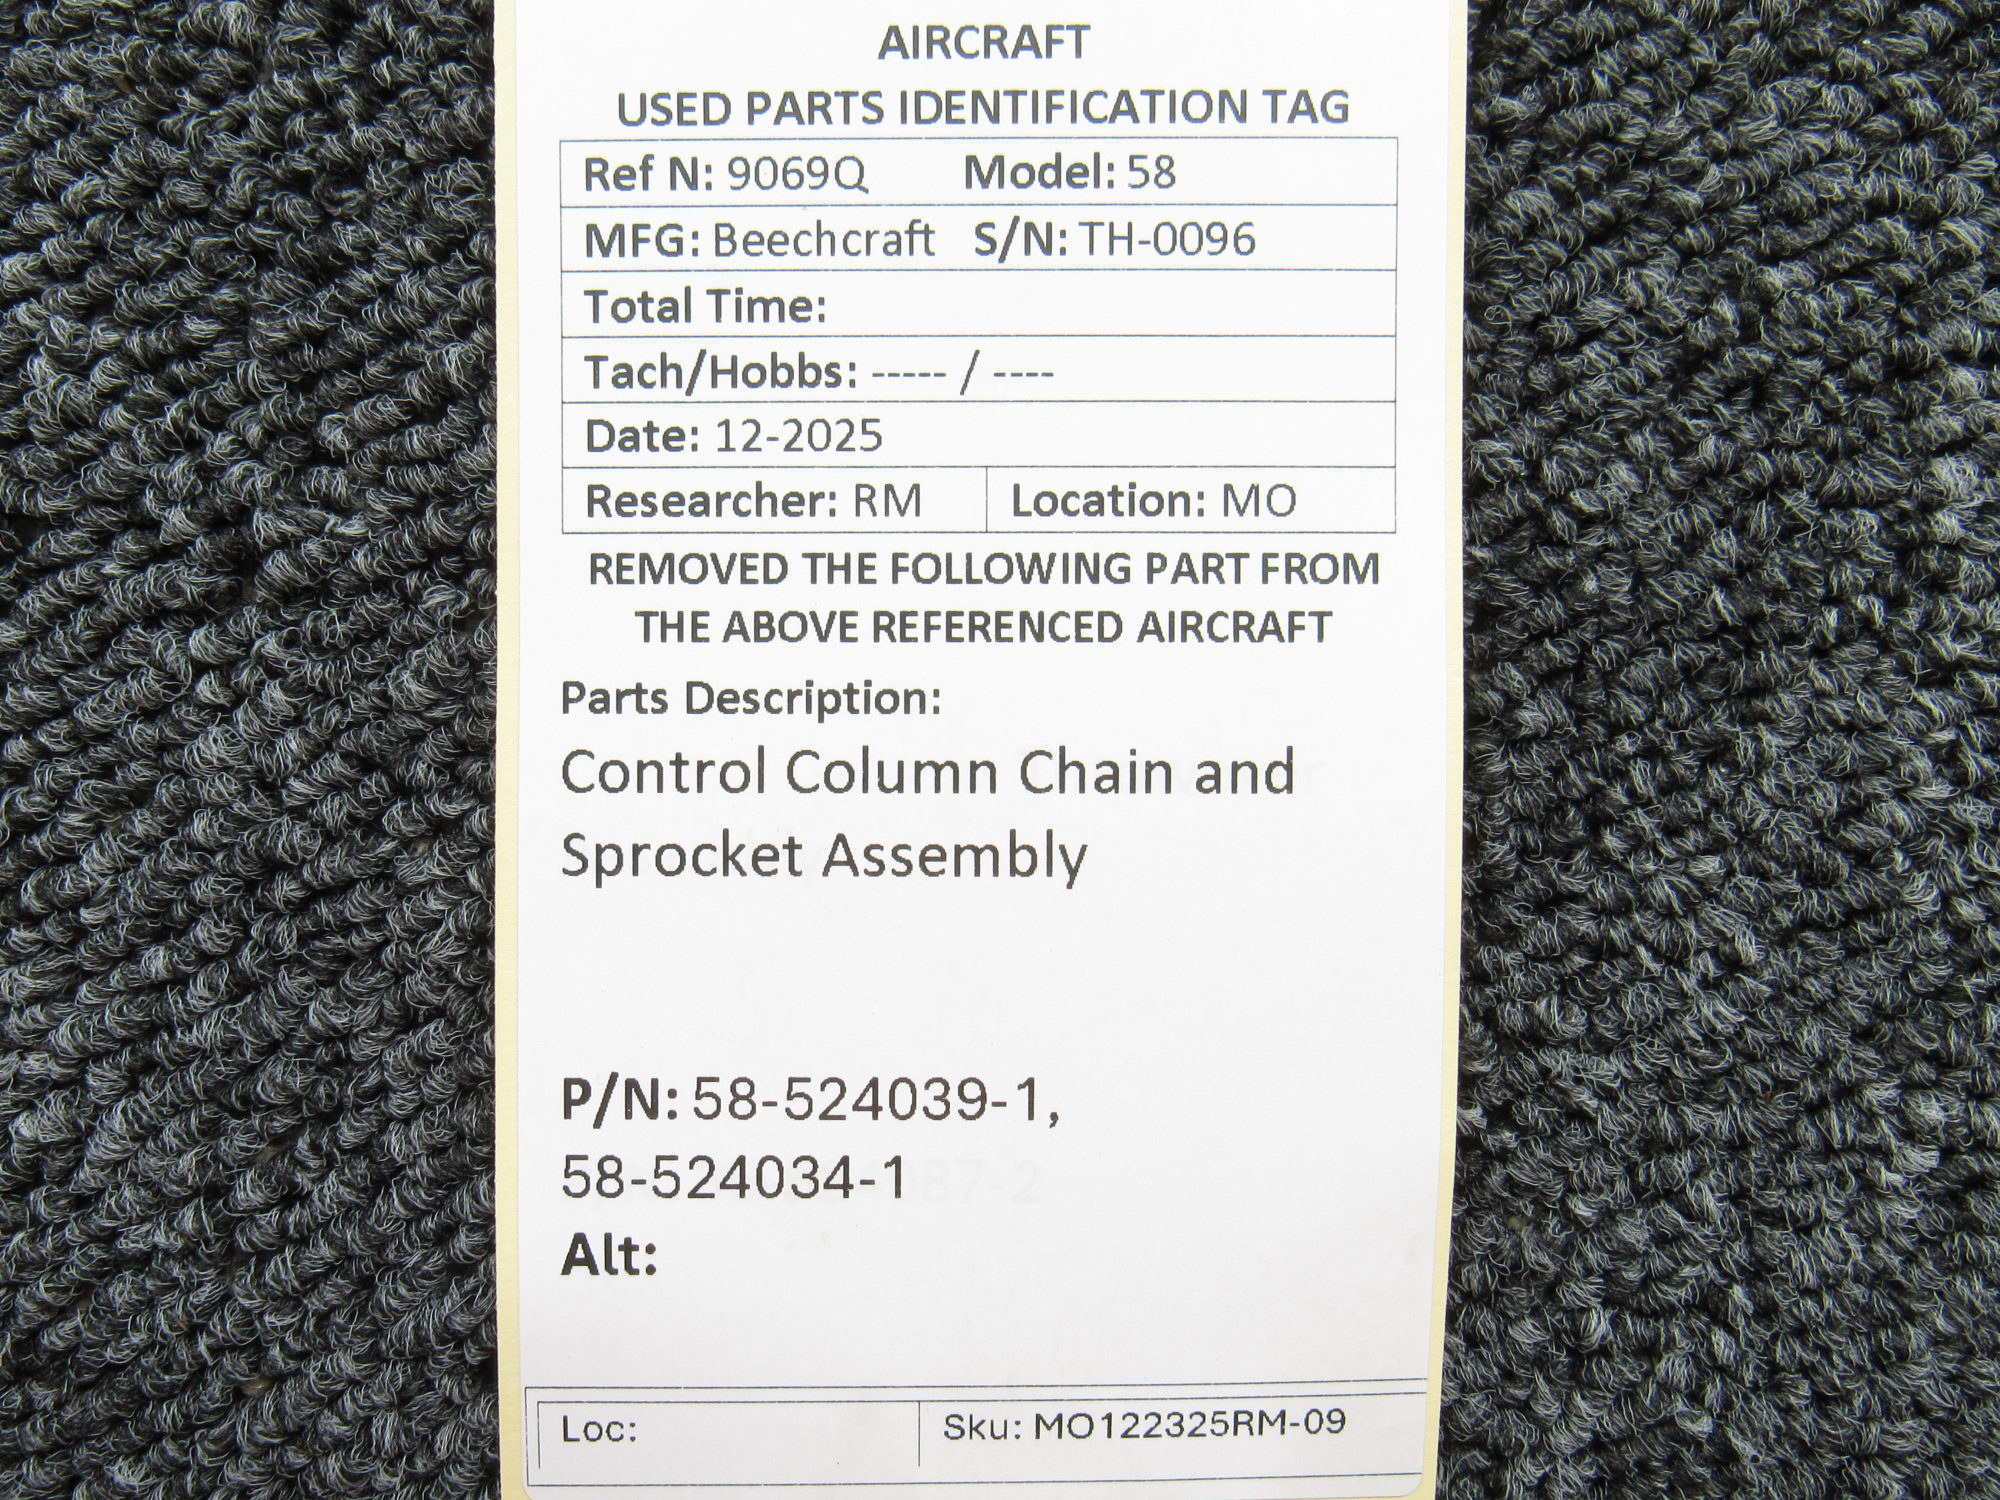 AIRCRAFT
USED PARTS IDENTIFICATION TAG
Ref N: 9069Q Model: 58
MFG: Beechcraft S/N: TH-0096
Total Time:
Tach/Hobbs: ----- / ----
Date: 12-2025
Researcher: RM Location: MO
REMOVED THE FOLLOWING PART FROM
THE ABOVE REFERENCED AIRCRAFT
Parts Description:
Control Column Chain and
Sprocket Assembly
P/N: 58-524039-1,
58-524034-1
Alt:
Loc: Sku: MO122325RM-09